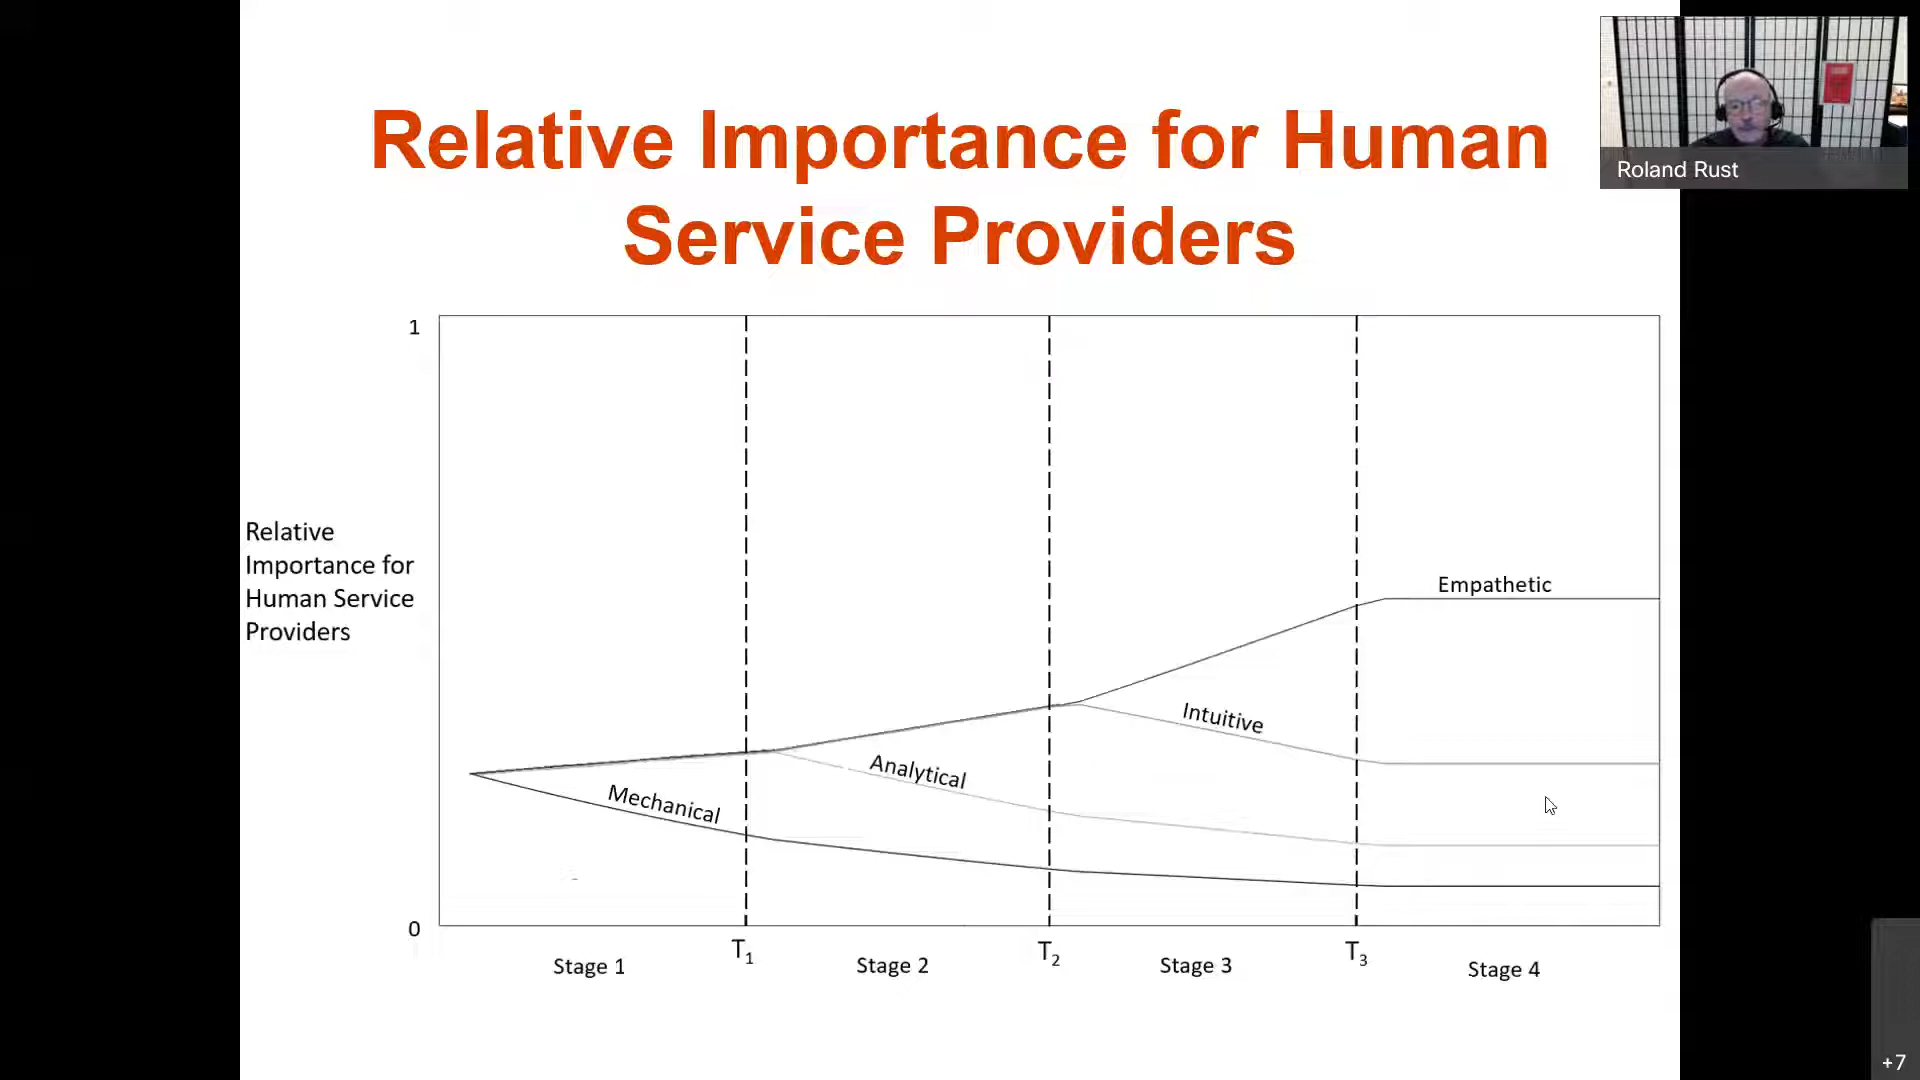 Relative Importance for Human
Service Providers
Roland Rust
1
Relative
Importance for
Human Service
Providers
Empathetic
Intuitive
Analytical
Mechanical
0
T1
T2
T3
Stage 1
Stage 2
Stage 3
Stage 4
+7